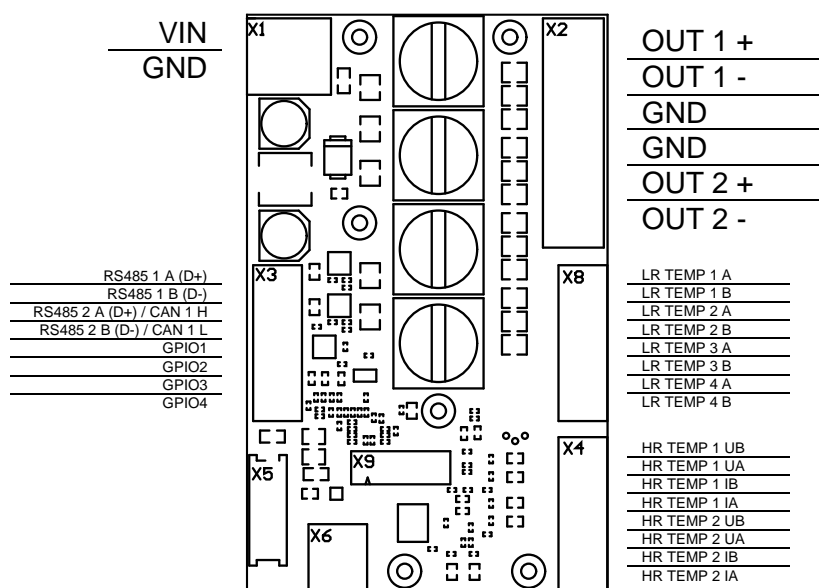 VIN
GND
X1
X2
OUT 1 +
OUT 1 -
GND
GND
OUT 2 +
OUT 2 -
RS485 1 A (D+)
RS485 1 B (D-)
RS485 2 A (D+) / CAN 1 H
RS485 2 B (D-) / CAN 1 L
GPIO1
GPIO2
GPIO3
GPIO4
X3
X8
LR TEMP 1 A
LR TEMP 1 B
LR TEMP 2 A
LR TEMP 2 B
LR TEMP 3 A
LR TEMP 3 B
LR TEMP 4 A
LR TEMP 4 B
X5
X9
X4
HR TEMP 1 UB
HR TEMP 1 UA
HR TEMP 1 IB
HR TEMP 1 IA
HR TEMP 2 UB
HR TEMP 2 UA
HR TEMP 2 IB
HR TEMP 2 IA
X6